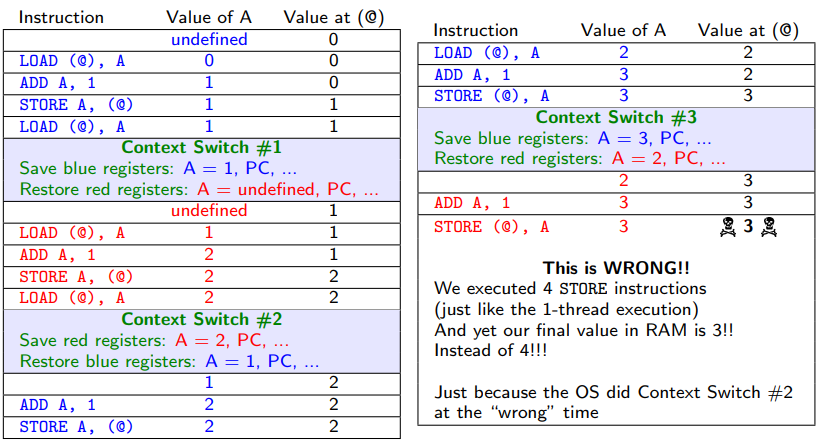 Instruction Value of A Value at (@)
undefined 0
LOAD (@), A 0 0
ADD A, 1 1 0
STORE A, (@) 1 1
LOAD (@), A 1 1
Context Switch #1
Save blue registers: A = 1, PC, ...
Restore red registers: A = undefined, PC, ...
undefined 1
LOAD (@), A 1 1
ADD A, 1 2 1
STORE A, (@) 2 2
LOAD (@), A 2 2
Context Switch #2
Save red registers: A = 2, PC, ...
Restore blue registers: A = 1, PC, ...
1 2
ADD A, 1 2 2
STORE A, (@) 2 2
Instruction Value of A Value at (@)
LOAD (@), A 2 2
ADD A, 1 3 2
STORE (@), A 3 3
Context Switch #3
Save blue registers: A = 3, PC, ...
Restore red registers: A = 2, PC, ...
2 3
ADD A, 1 3 3
STORE (@), A 3 ☠ 3 ☠
This is WRONG!!
We executed 4 STORE instructions
(just like the 1-thread execution)
And yet our final value in RAM is 3!!
Instead of 4!!!
Just because the OS did Context Switch #2
at the “wrong” time